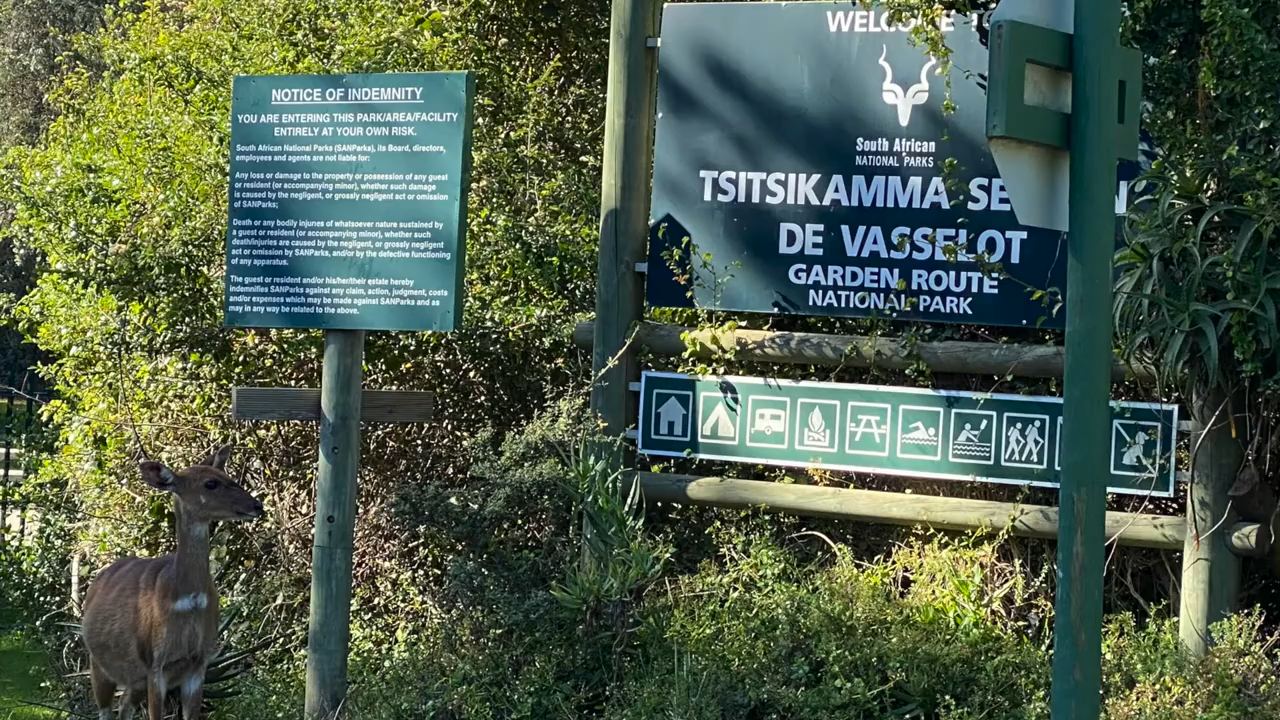 NOTICE OF INDEMNITY
YOU ARE ENTERING THIS PARK/AREA/FACILITY
ENTIRELY AT YOUR OWN RISK.
South African National Parks (SANParks), its Board, directors,
employees and agents are not liable for:
Any loss or damage to the property or possession of any guest
or resident (or accompanying minor), whether such damage
is caused by the negligent, or grossly negligent act or omission
of SANParks;
Death or any bodily injunes of whatsoever nature sustained by
a guest or resident (or accompanying minor), whether such
death/injuries are caused by the negligent, or grossly negligent
act or omission by SANParks, and/or by the defective functioning
of any apparatus.
The guest or resident and/or his/her/their estate hereby
indemnifies SANParks against any claim, action, judgment, costs
and/or expenses which may be made against SANParks and as
may in any way be related to the above.
WELCOME TO
South African
NATIONAL PARKS
TSITSIKAMMA
DE VASSELOT
GARDEN ROUTE
NATIONAL PARK